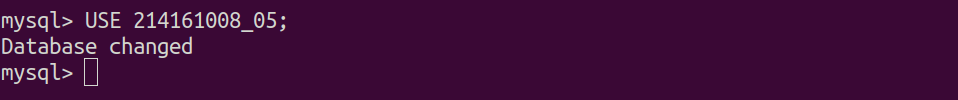 mysql> USE 214161008_05;
Database changed
mysql>